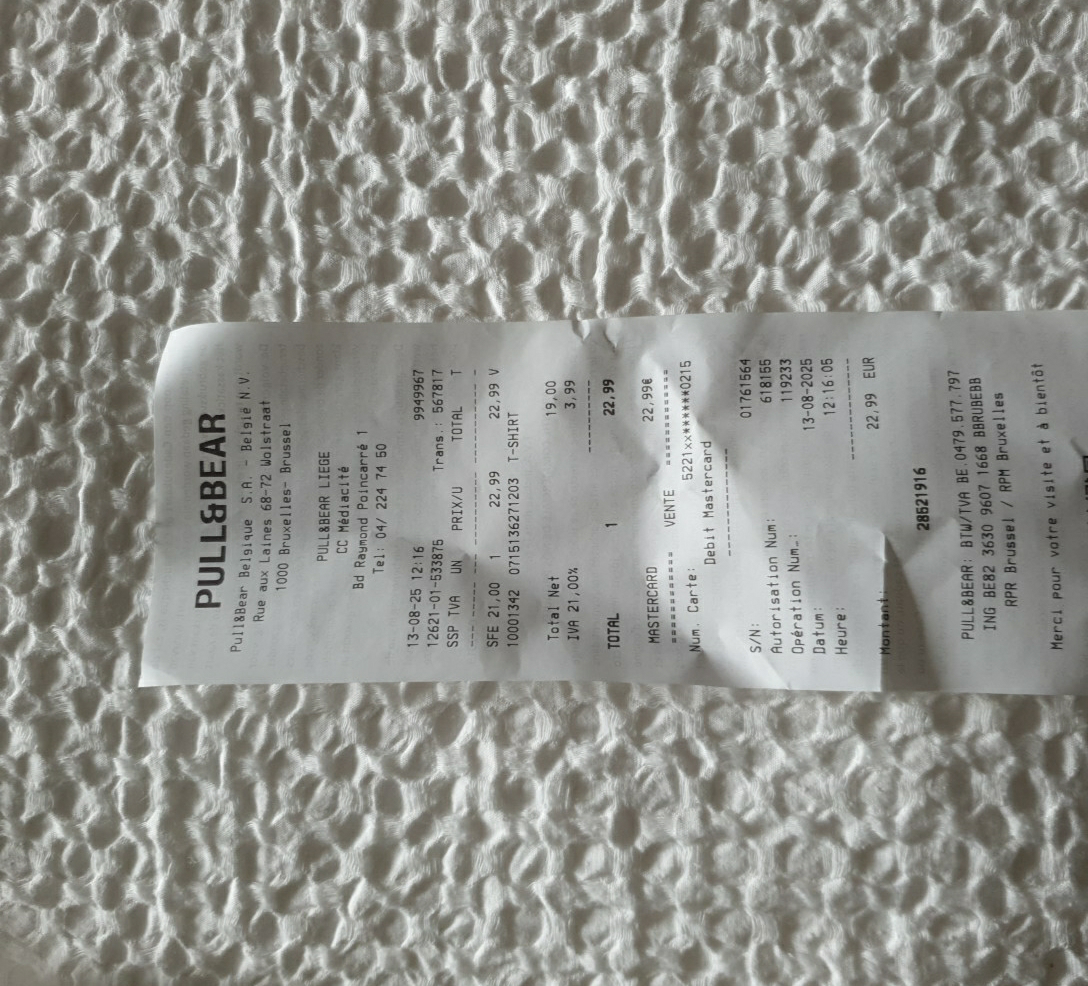 PULL&BEAR
Pull&Bear Belgique S.A. - België N.V.
Rue aux Laines 68-72 Wolstraat
1000 Bruxelles- Brussel
PULL&BEAR LIEGE
CC Médiacité
Bd Raymond Poincarré 1
Tel: 04/ 224 74 50
13-08-25 12:16 9949967
12621-01-533875 Trans.: 567817
SSP TVA UN PRIX/U TOTAL T
SFE 21,00 1 22,99 22,99 V
10001342 0715136271203 T-SHIRT
Total Net 19,00
IVA 21,00% 3,99
TOTAL 1 22,99
MASTERCARD 22,99€
========== VENTE ==========
Num. Carte: 5221xx******0215
Debit Mastercard
S/N: 01761564
Autorisation Num: 618155
Opération Num.: 119233
Datum: 13-08-2025
Heure: 12:16:05
Montant: 22,99 EUR
28521916
PULL&BEAR: BTW/TVA BE.0479.577.797
ING BE82 3630 9607 1668 BBRUBEBB
RPR Brussel / RPM Bruxelles
Merci pour votre visite et à bientôt